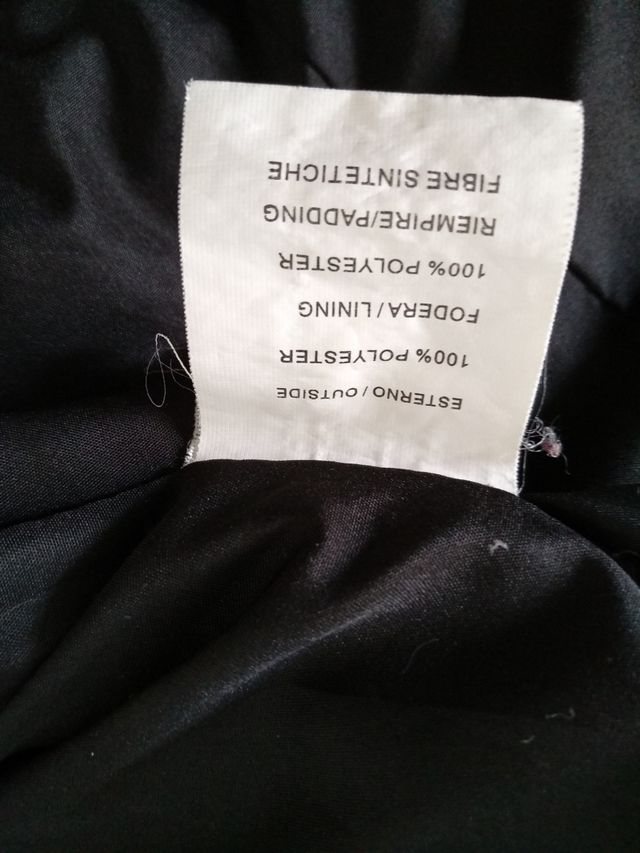 ESTERNO / OUTSIDE
100% POLYESTER
FODERA / LINING
100% POLYESTER
RIEMPIRE/PADDING
FIBRE SINTETICHE